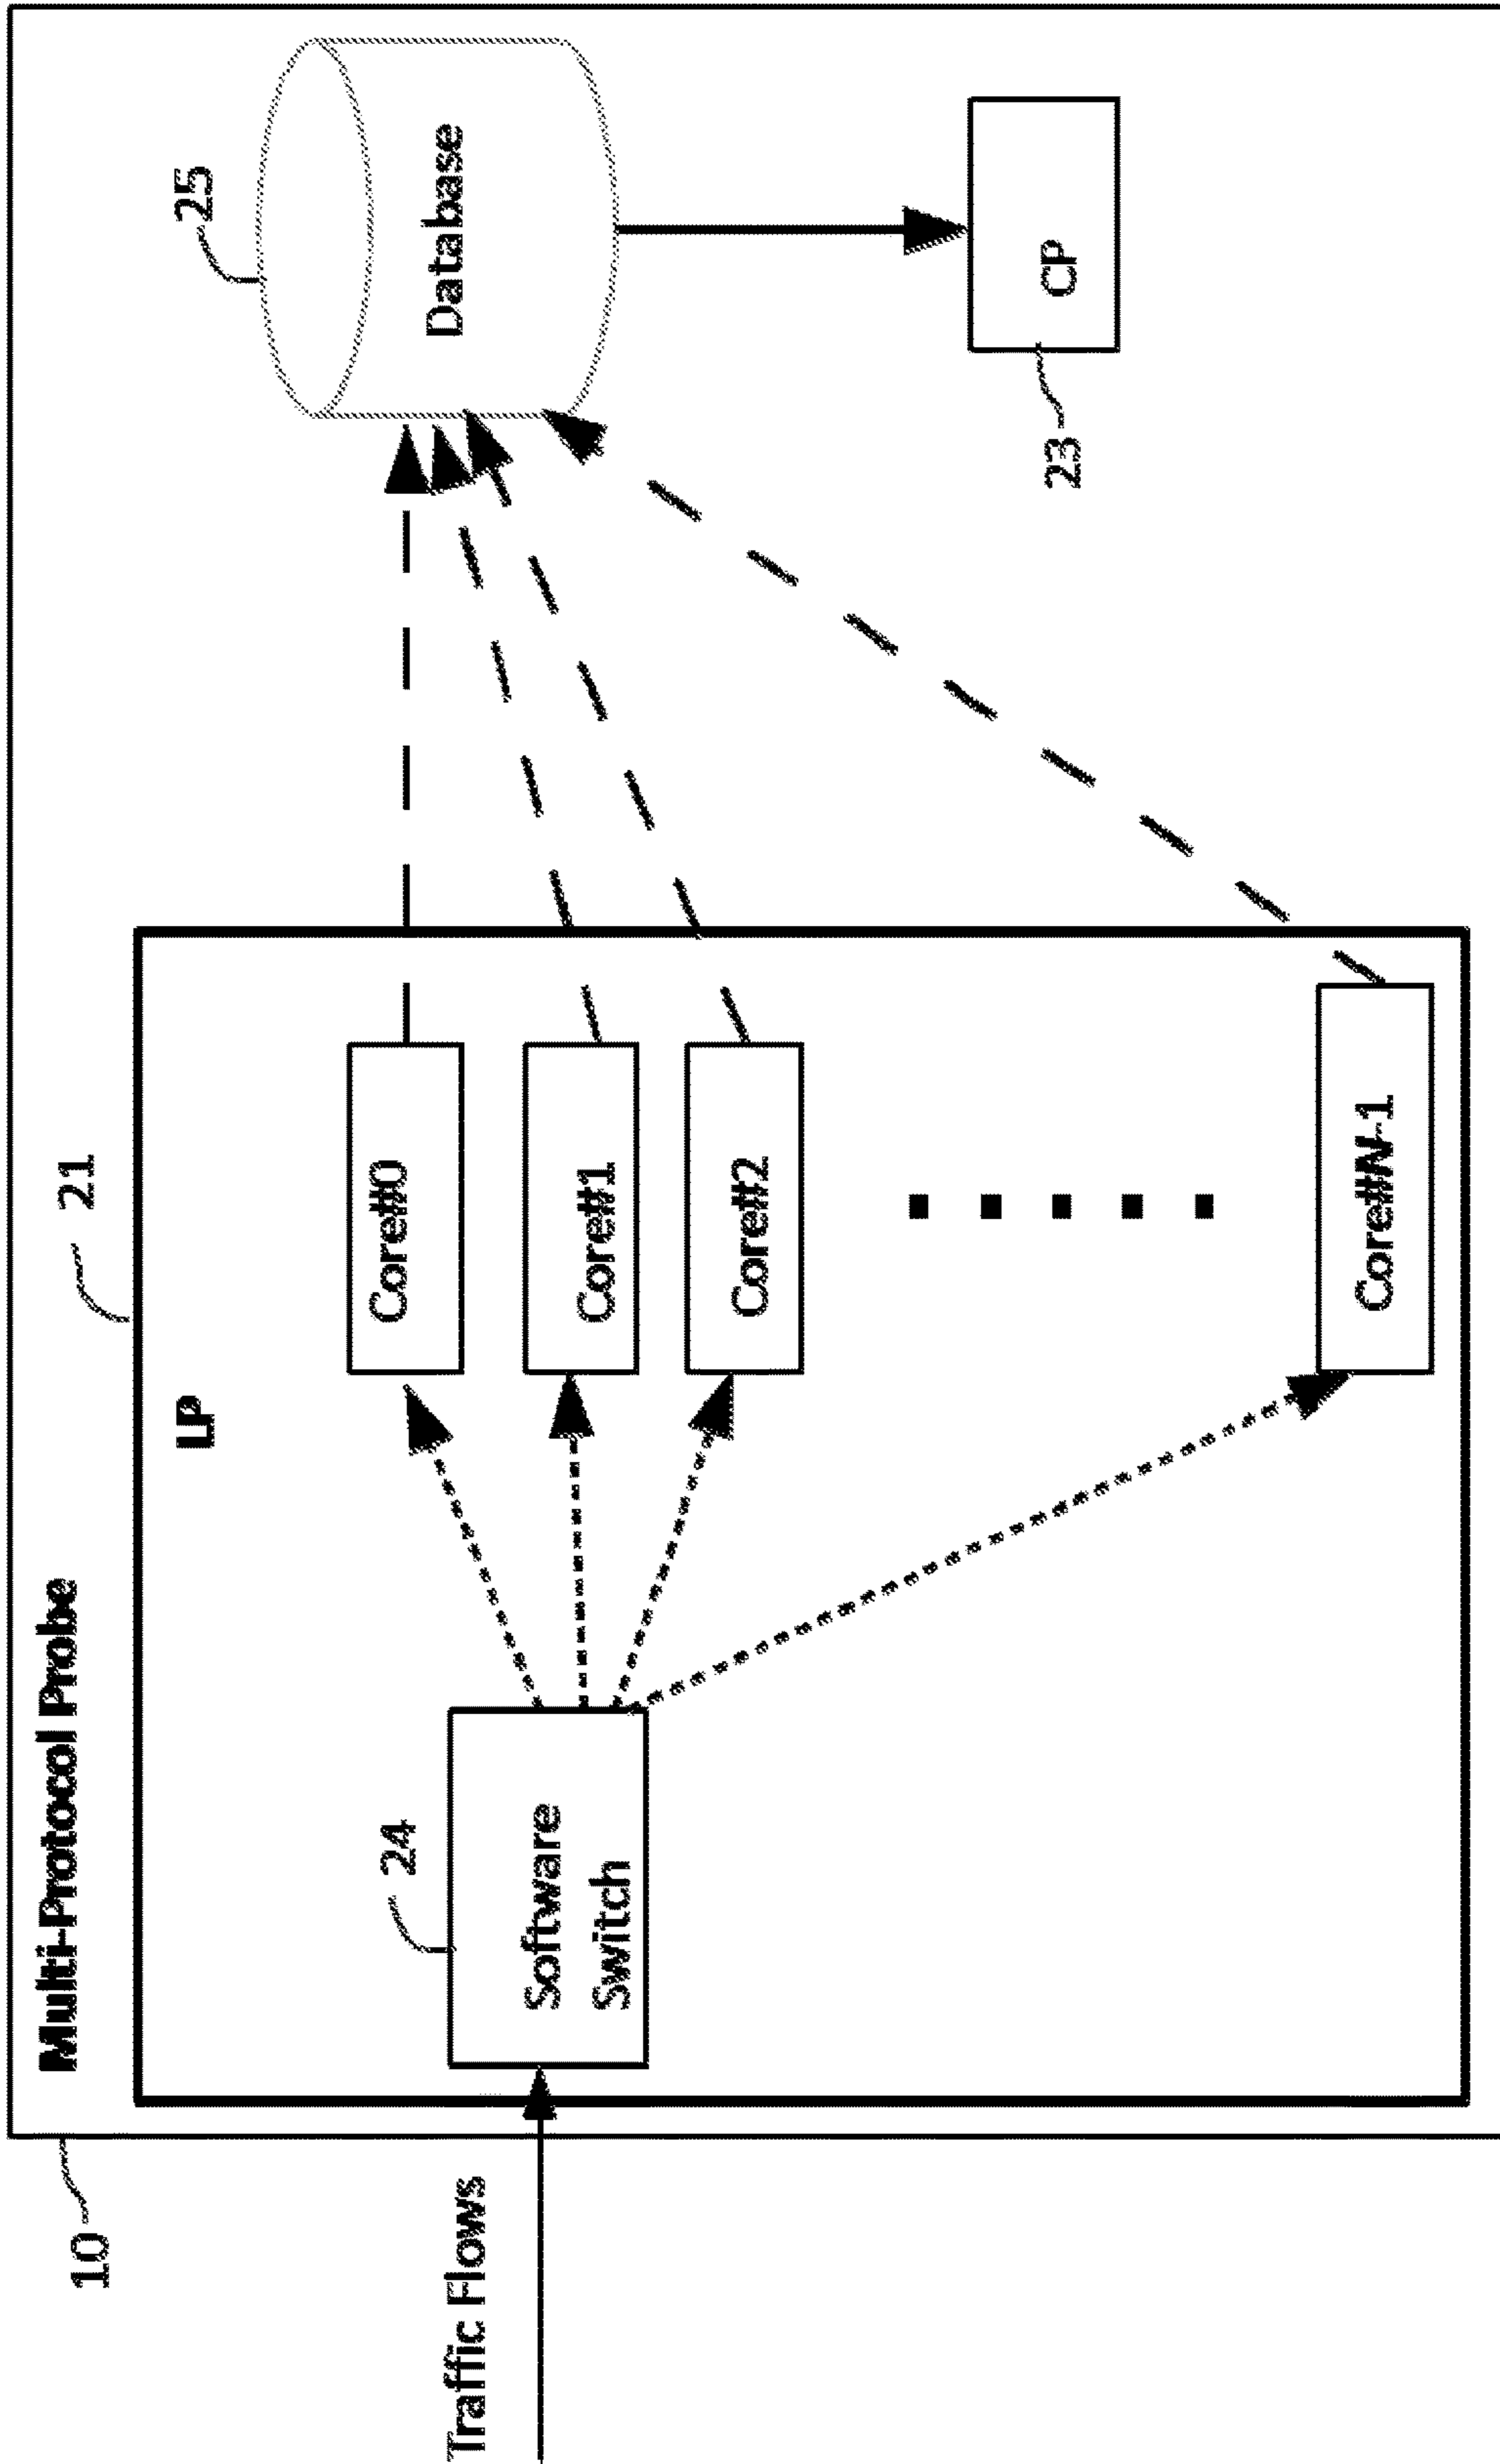 Multi-Protocol Probe
10
21
LP
Traffic Flows
24
Software
Switch
Core#0
Core#1
Core#2
Core#N-1
25
Database
CP
23